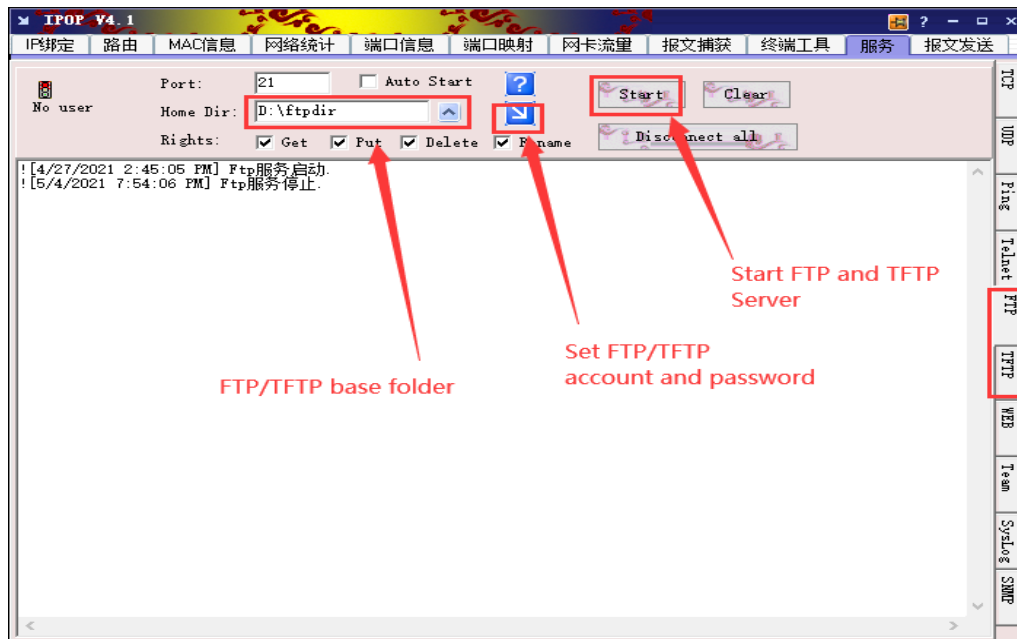 IPOP V4.1
?
IP绑定 路由 MAC信息 网络统计 端口信息 端口映射 网卡流量 报文捕获 终端工具 服务 报文发送
No user
Port: 21 Auto Start ? Start Clear
Home Dir: D:\ftpdir
Rights: Get Put Delete Rename Disconnect all
![4/27/2021 2:45:05 PM] Ftp服务启动.
![5/4/2021 7:54:06 PM] Ftp服务停止.
Start FTP and TFTP
Server
Set FTP/TFTP
account and password
FTP/TFTP base folder
TCP
UDP
Ping
Telnet
FTP
TFTP
WEB
Team
SysLog
SNMP